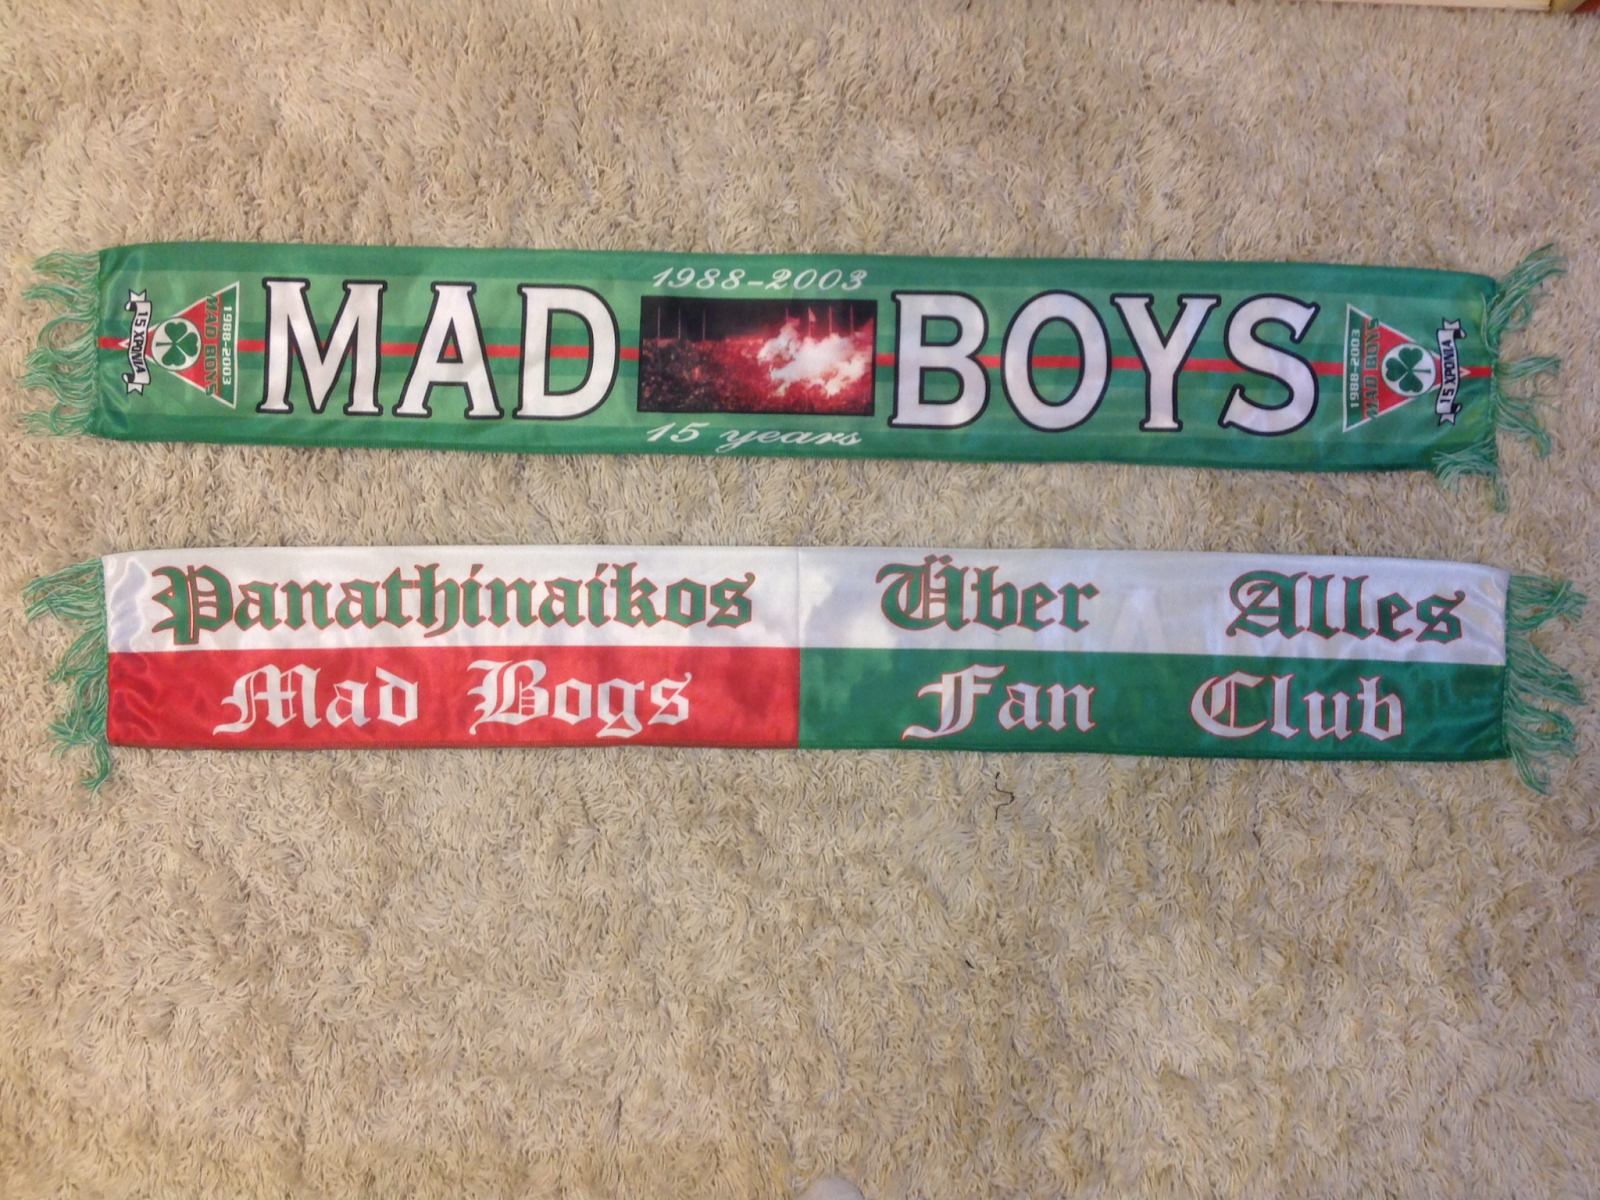 1988-2003
MAD BOYS
15 years
15 ΧΡΟΝΙΑ
MAD BOYS
1988-2003
15 ΧΡΟΝΙΑ
MAD BOYS
1988-2003
Panathinaikos Über Alles
Mad Bogs Fan Club